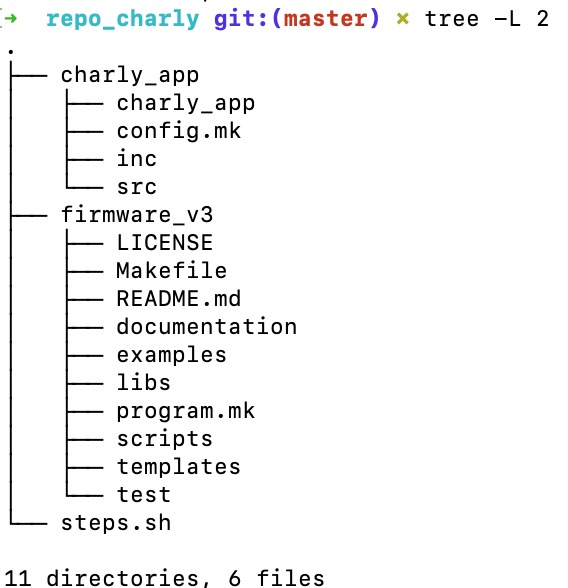 ➜  repo_charly git:(master) ✗ tree -L 2
.
├── charly_app
│   ├── charly_app
│   ├── config.mk
│   ├── inc
│   └── src
├── firmware_v3
│   ├── LICENSE
│   ├── Makefile
│   ├── README.md
│   ├── documentation
│   ├── examples
│   ├── libs
│   ├── program.mk
│   ├── scripts
│   ├── templates
│   └── test
└── steps.sh

11 directories, 6 files